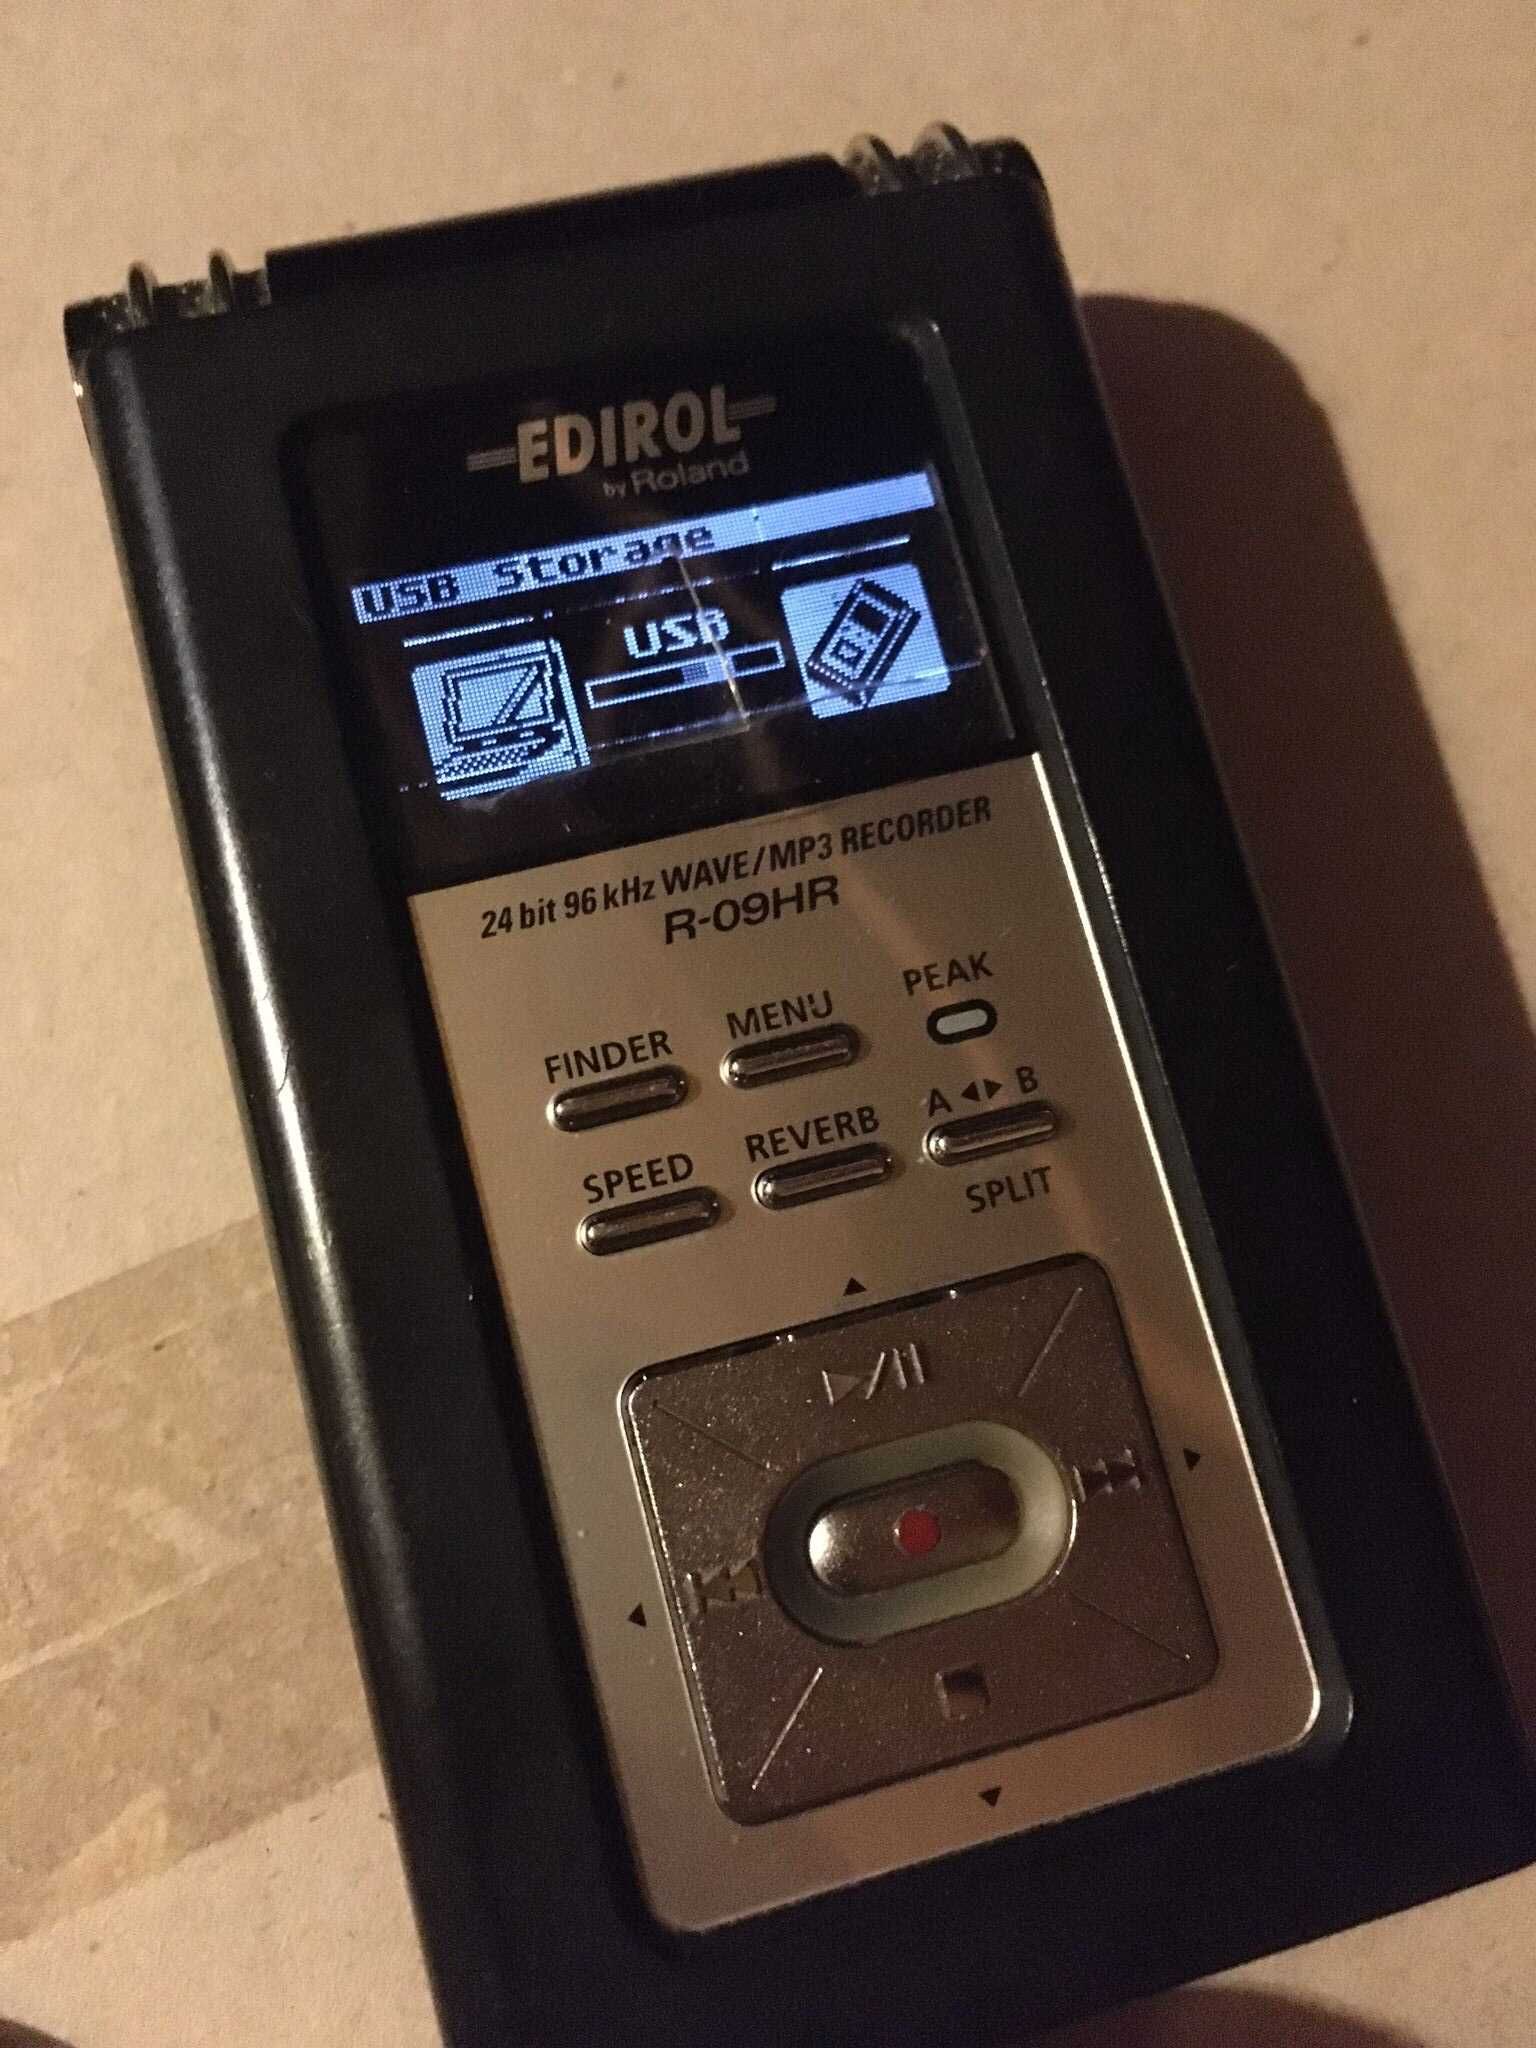 EDIROL
by Roland
USB Storage
USB
24 bit 96 kHz WAVE/MP3 RECORDER
R-09HR
FINDER
MENU
PEAK
SPEED
REVERB
A ◄► B
SPLIT